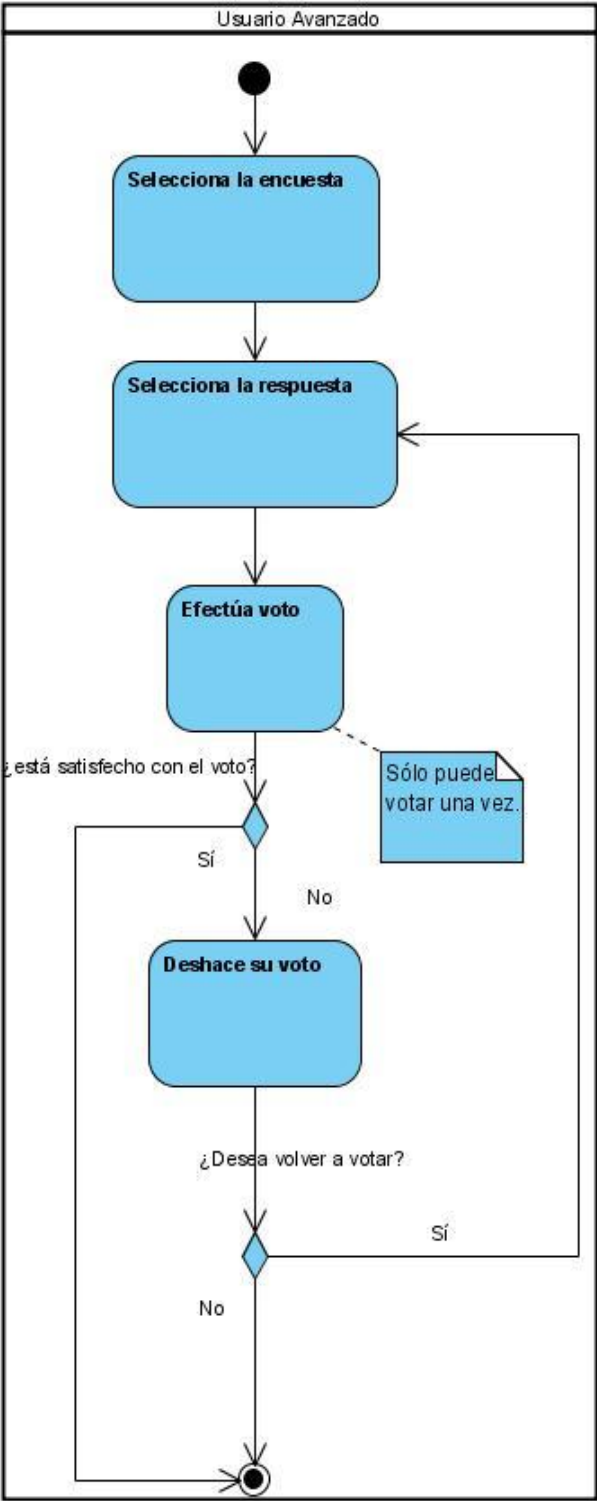 Usuario Avanzado
Selecciona la encuesta
Selecciona la respuesta
Efectúa voto
¿está satisfecho con el voto?
Sólo puede
votar una vez.
Sí
No
Deshace su voto
¿Desea volver a votar?
Sí
No